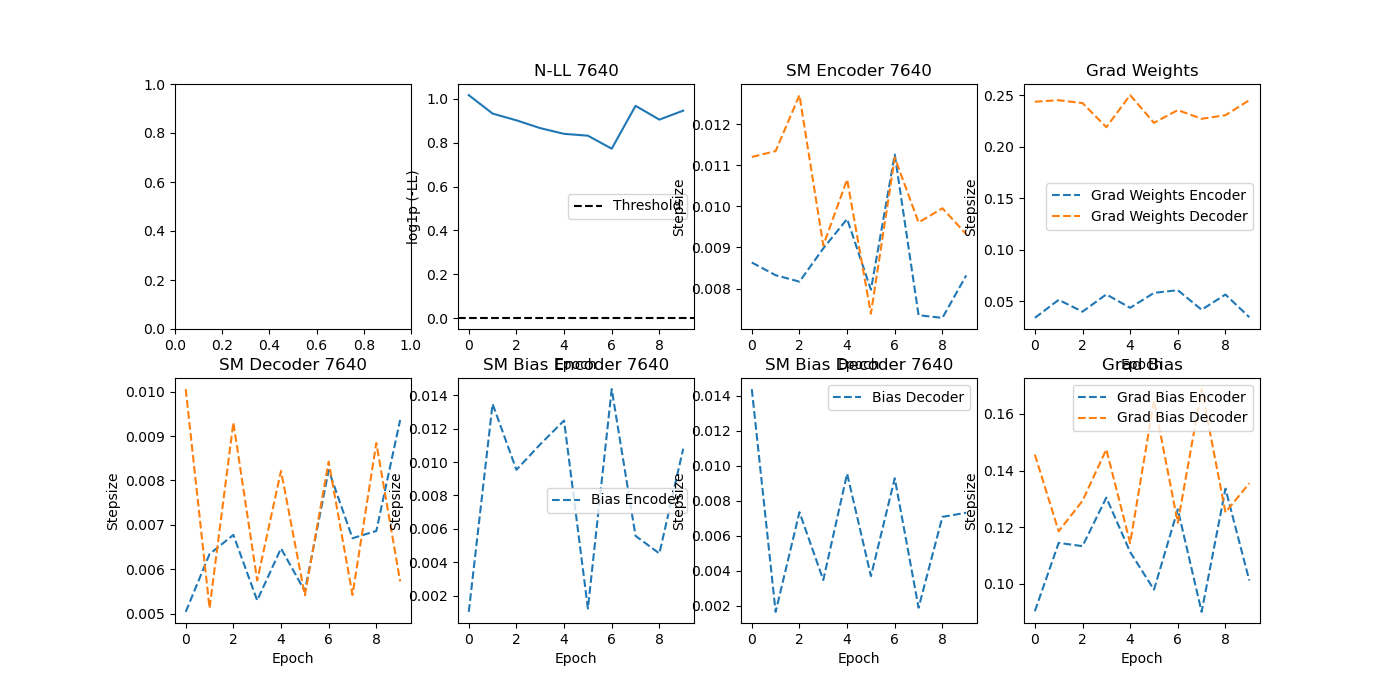 N-LL 7640
SM Encoder 7640
Grad Weights
1.0
0.8
0.6
0.4
0.2
0.0
0.0 0.2 0.4 0.6 0.8 1.0
log1p (-LL)
1.0
0.8
0.6
0.4
0.2
0.0
Threshold
0 2 4 6 8
Epoch
Stepsize
0.012
0.011
0.010
0.009
0.008
0 2 4 6 8
Epoch
Stepsize
0.25
0.20
0.15
0.10
0.05
Grad Weights Encoder
Grad Weights Decoder
0 2 4 6 8
Epoch
SM Decoder 7640
SM Bias Encoder 7640
SM Bias Decoder 7640
Grad Bias
Stepsize
0.010
0.009
0.008
0.007
0.006
0.005
0 2 4 6 8
Epoch
Stepsize
0.014
0.012
0.010
0.008
0.006
0.004
0.002
Bias Encoder
0 2 4 6 8
Epoch
Stepsize
0.014
0.012
0.010
0.008
0.006
0.004
0.002
Bias Decoder
0 2 4 6 8
Epoch
Stepsize
0.16
0.14
0.12
0.10
Grad Bias Encoder
Grad Bias Decoder
0 2 4 6 8
Epoch